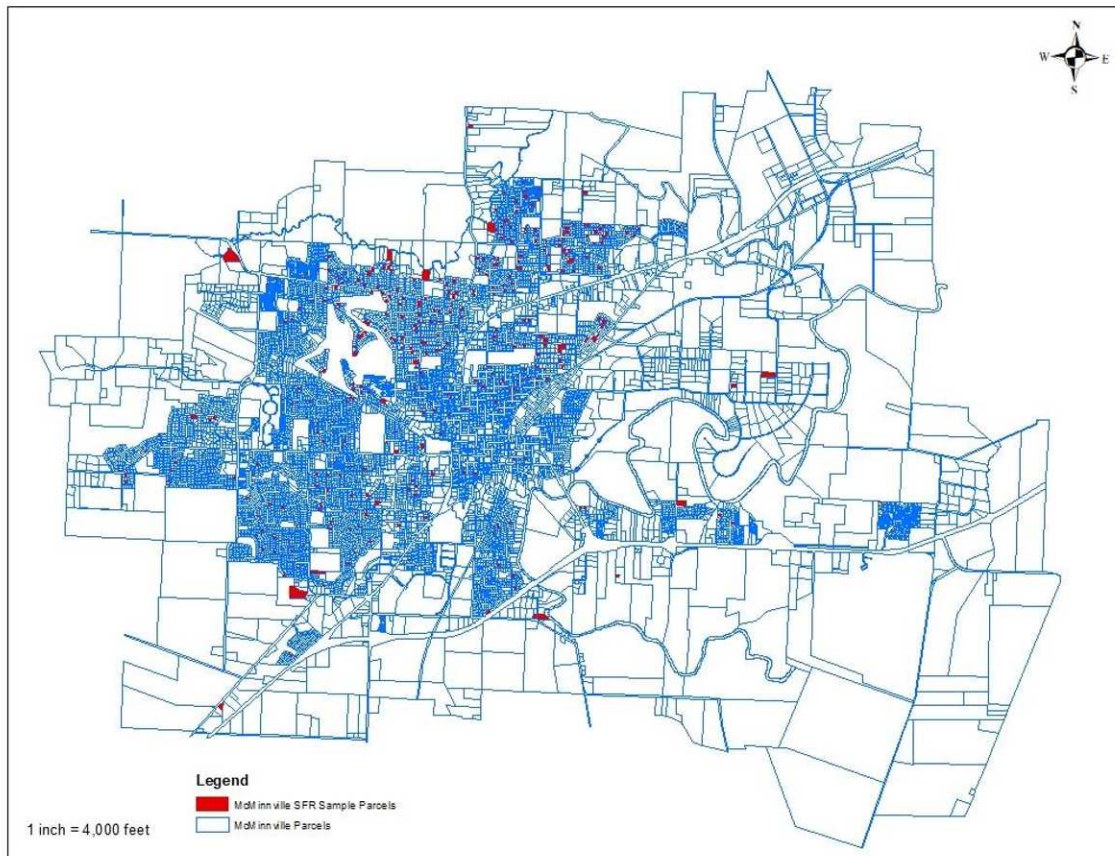 N
W E
S
Legend
McMinnville SFR Sample Parcels
McMinnville Parcels
1 inch = 4,000 feet